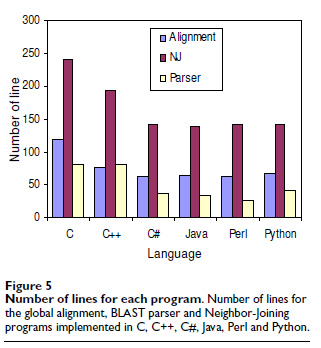 300
250
200
150
100
50
0
Number of line
Alignment
NJ
Parser
C C++ C# Java Perl Python
Language
Figure 5
Number of lines for each program. Number of lines for
the global alignment, BLAST parser and Neighbor-Joining
programs implemented in C, C++, C#, Java, Perl and Python.